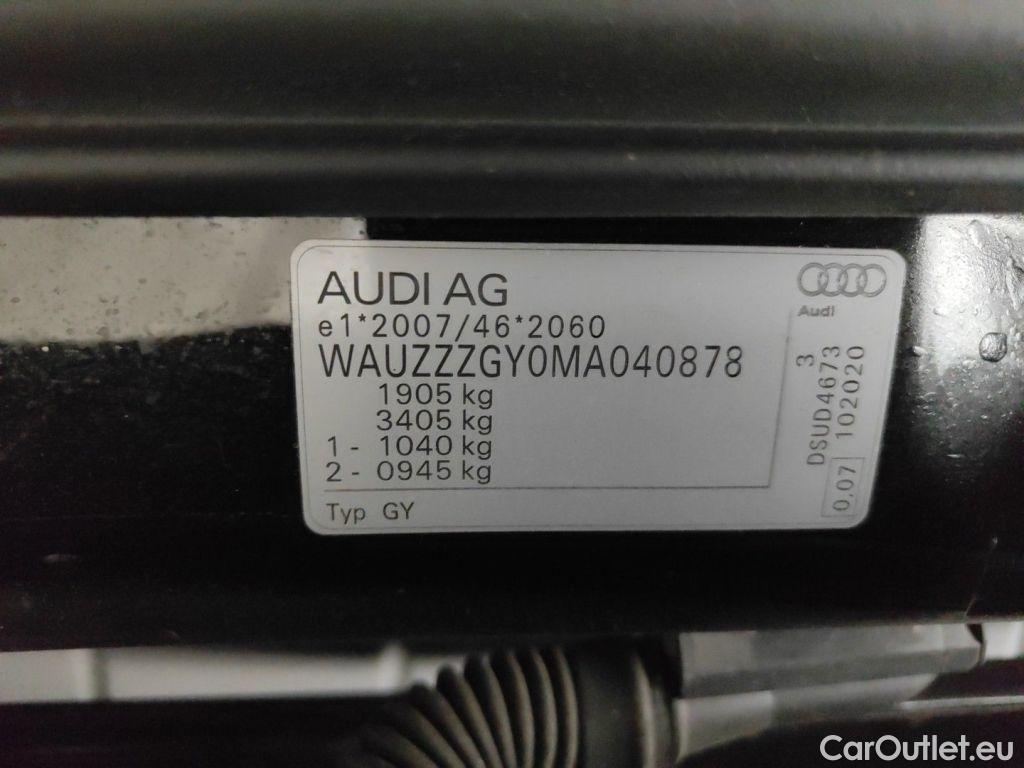 AUDI AG
e1*2007/46*2060
WAUZZZGY0MA040878
1905 kg
3405 kg
1 - 1040 kg
2 - 0945 kg
Typ GY
Audi
3
DSUD4673
102020
0,07
CarOutlet.eu